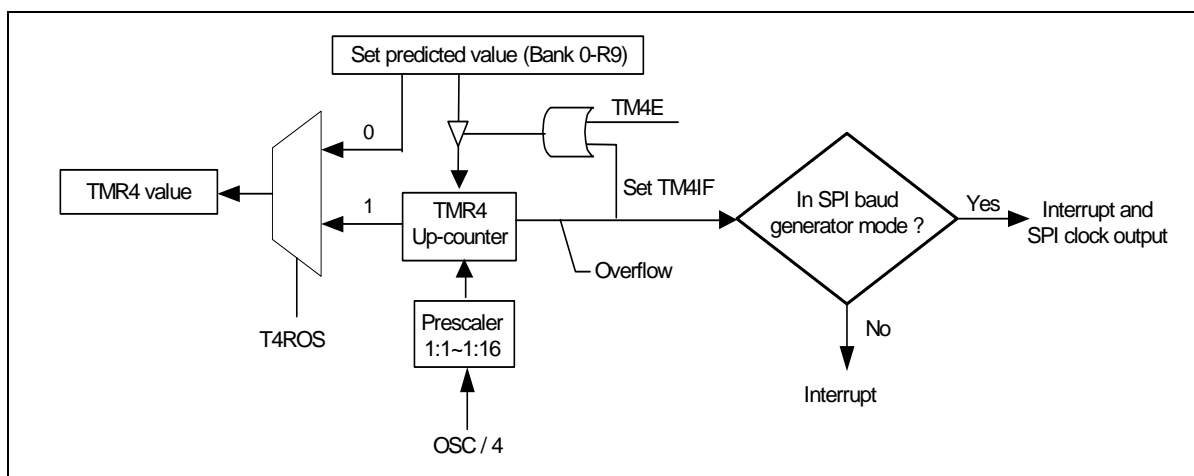 Set predicted value (Bank 0-R9)
TM4E
0
TMR4 value
Set TM4IF
1
TMR4
Up-counter
In SPI baud
generator mode ?
Yes
Interrupt and
SPI clock output
Overflow
T4ROS
Prescaler
1:1~1:16
No
Interrupt
OSC / 4